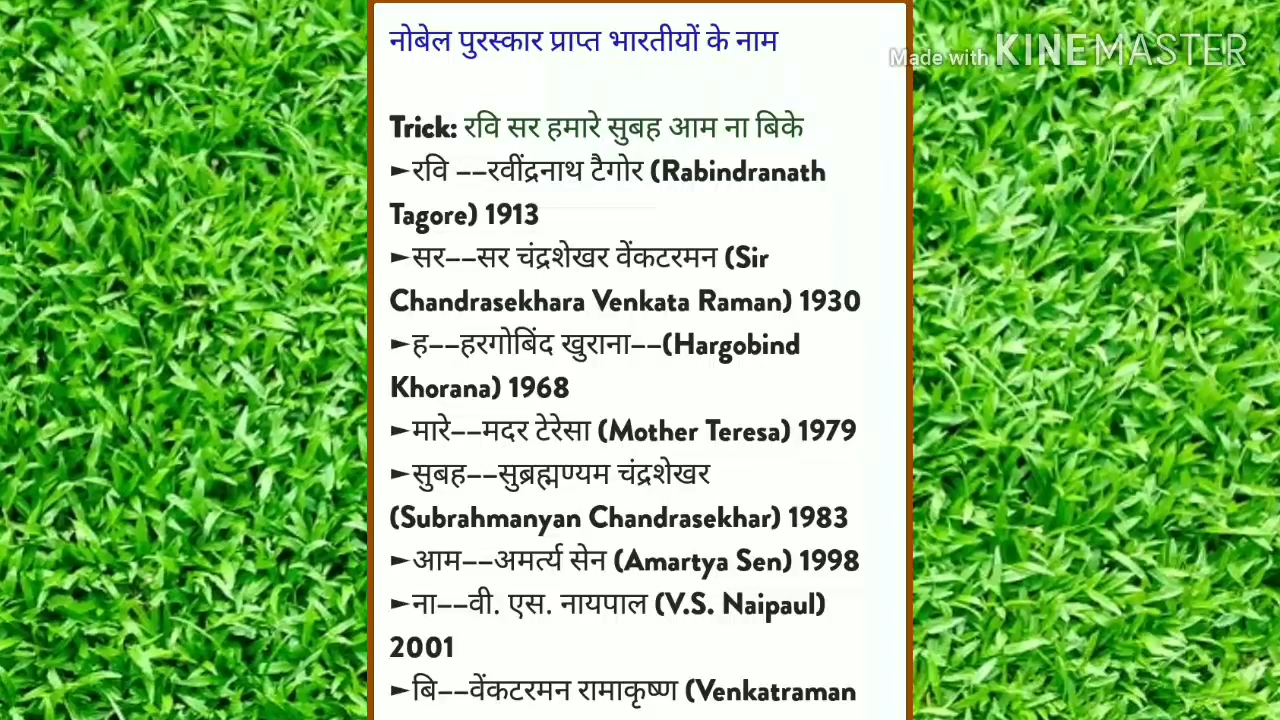 नोबेल पुरस्कार प्राप्त भारतीयों के नाम
Made with KINEMASTER
Trick: रवि सर हमारे सुबह आम ना बिके
►रवि --रवींद्रनाथ टैगोर (Rabindranath
Tagore) 1913
►सर--सर चंद्रशेखर वेंकटरमन (Sir
Chandrasekhara Venkata Raman) 1930
►ह--हरगोबिंद खुराना--(Hargobind
Khorana) 1968
►मारे--मदर टेरेसा (Mother Teresa) 1979
►सुबह--सुब्रह्मण्यम चंद्रशेखर
(Subrahmanyan Chandrasekhar) 1983
►आम--अमर्त्य सेन (Amartya Sen) 1998
►ना--वी. एस. नायपाल (V.S. Naipaul)
2001
►बि--वेंकटरमन रामाकृष्ण (Venkatraman